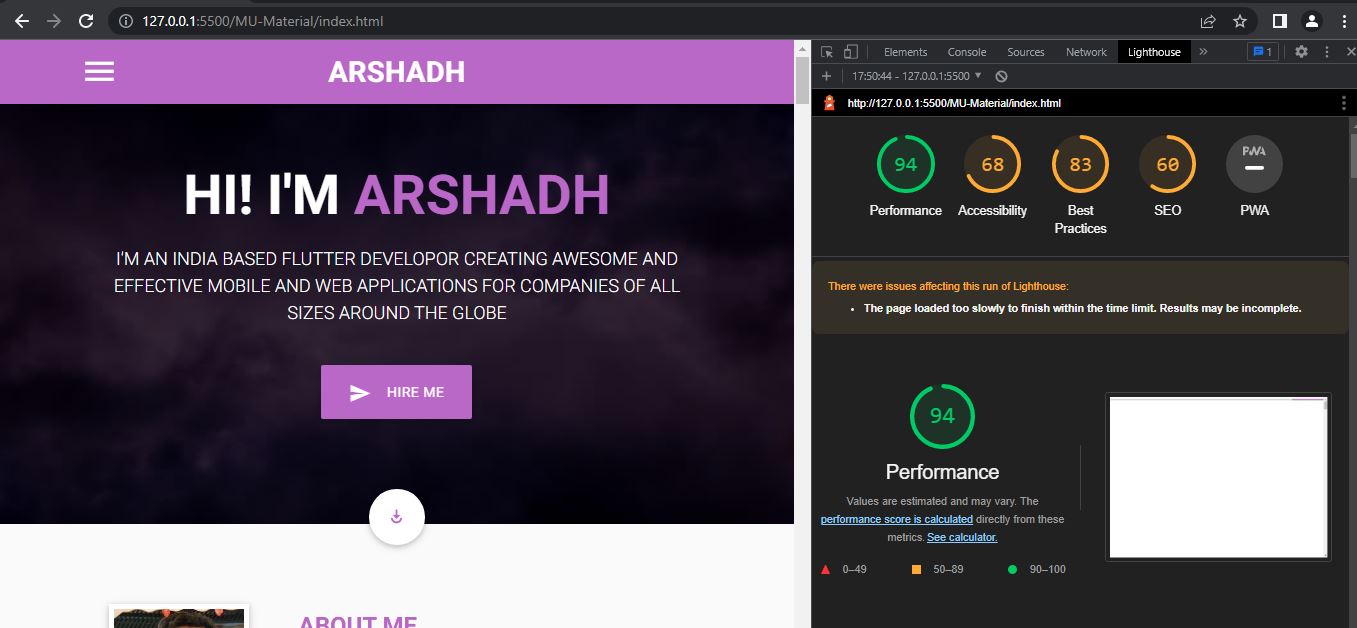 127.0.0.1:5500/MU-Material/index.html
ARSHADH
HI! I'M ARSHADH
I'M AN INDIA BASED FLUTTER DEVELOPOR CREATING AWESOME AND
EFFECTIVE MOBILE AND WEB APPLICATIONS FOR COMPANIES OF ALL
SIZES AROUND THE GLOBE
HIRE ME
ABOUT ME
Elements Console Sources Network Lighthouse » 1
17:50:44 - 127.0.0.1:5500
http://127.0.0.1:5500/MU-Material/index.html
94 68 83 60 PWA
Performance Accessibility Best Practices SEO PWA
There were issues affecting this run of Lighthouse:
• The page loaded too slowly to finish within the time limit. Results may be incomplete.
94
Performance
Values are estimated and may vary. The
performance score is calculated directly from these
metrics. See calculator.
0–49 50–89 90–100